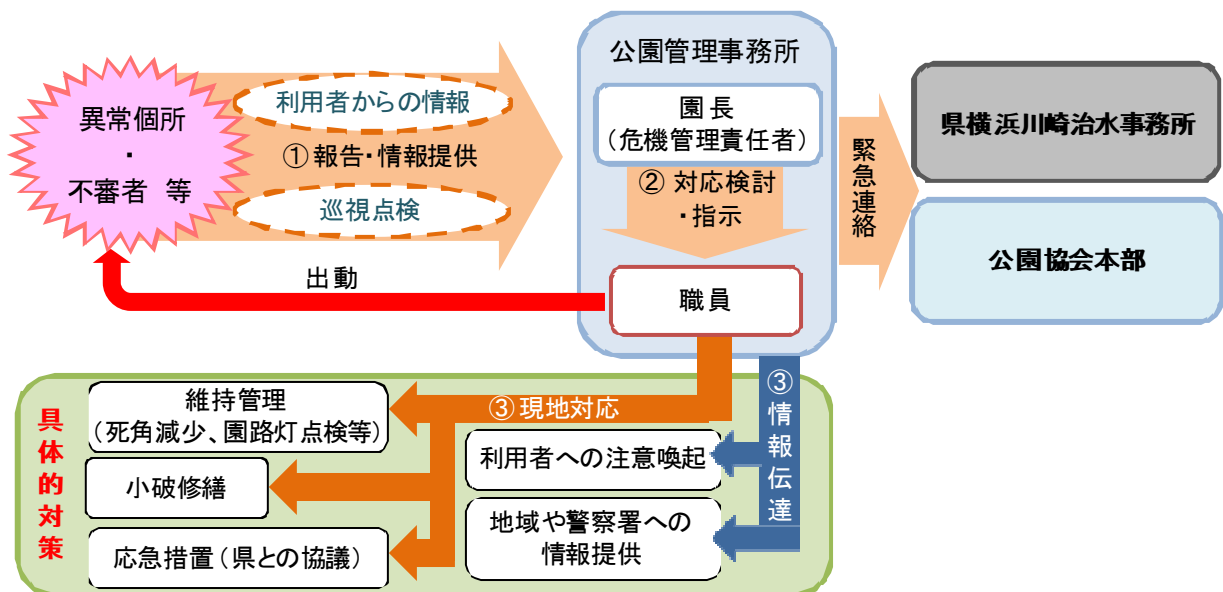 異常個所
・
不審者 等
利用者からの情報
①報告・情報提供
巡視点検
出動
公園管理事務所
園長
(危機管理責任者)
② 対応検討
・指示
職員
緊急連絡
県横浜川崎治水事務所
公園協会本部
具体的対策
③現地対応
維持管理
(死角減少、園路灯点検等)
小破修繕
応急措置(県との協議)
③情報伝達
利用者への注意喚起
地域や警察署への
情報提供